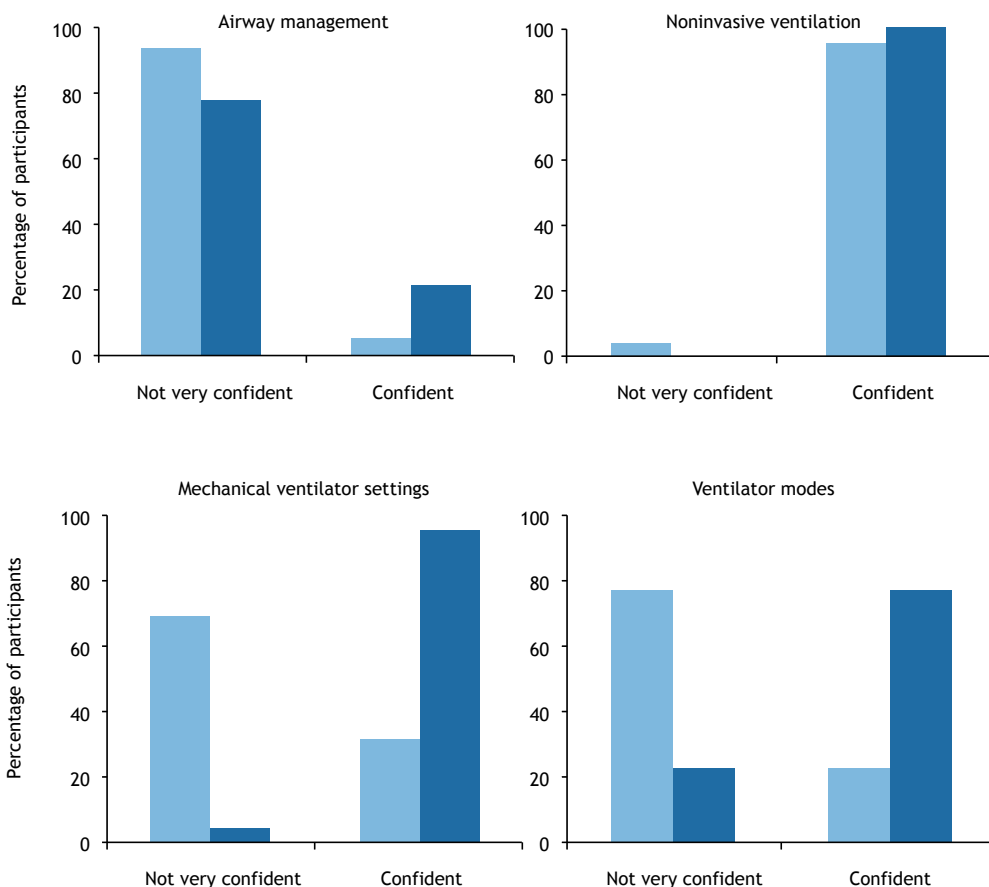 Airway management
Percentage of participants
100
80
60
40
20
0
Not very confident
Confident
Noninvasive ventilation
100
80
60
40
20
0
Not very confident
Confident
Mechanical ventilator settings
Percentage of participants
100
80
60
40
20
0
Not very confident
Confident
Ventilator modes
100
80
60
40
20
0
Not very confident
Confident